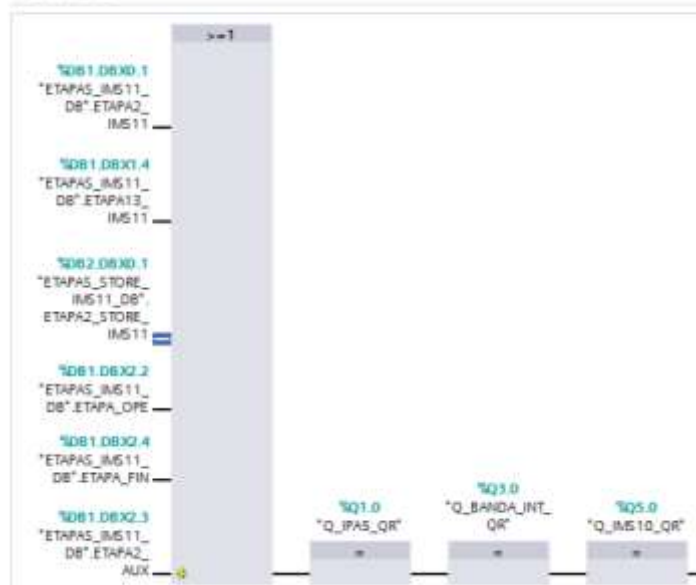 >=1
%DB1.DBX0.1
"ETAPAS_IMS11_
DB".ETAPA2_
IMS11
%DB1.DBX1.4
"ETAPAS_IMS11_
DB".ETAPA13_
IMS11
%DB2.DBX0.1
"ETAPAS_STORE_
IMS11_DB".
ETAPA2_STORE_
IMS11
%DB1.DBX2.2
"ETAPAS_IMS11_
DB".ETAPA_OPE
%DB1.DBX2.4
"ETAPAS_IMS11_
DB".ETAPA_FIN
%DB1.DBX2.3
"ETAPAS_IMS11_
DB".ETAPA2_
AUX
%Q1.0
"Q_IPAS_QR"
=
%Q3.0
"Q_BANDA_INT_
QR"
=
%Q5.0
"Q_IMS10_QR"
=